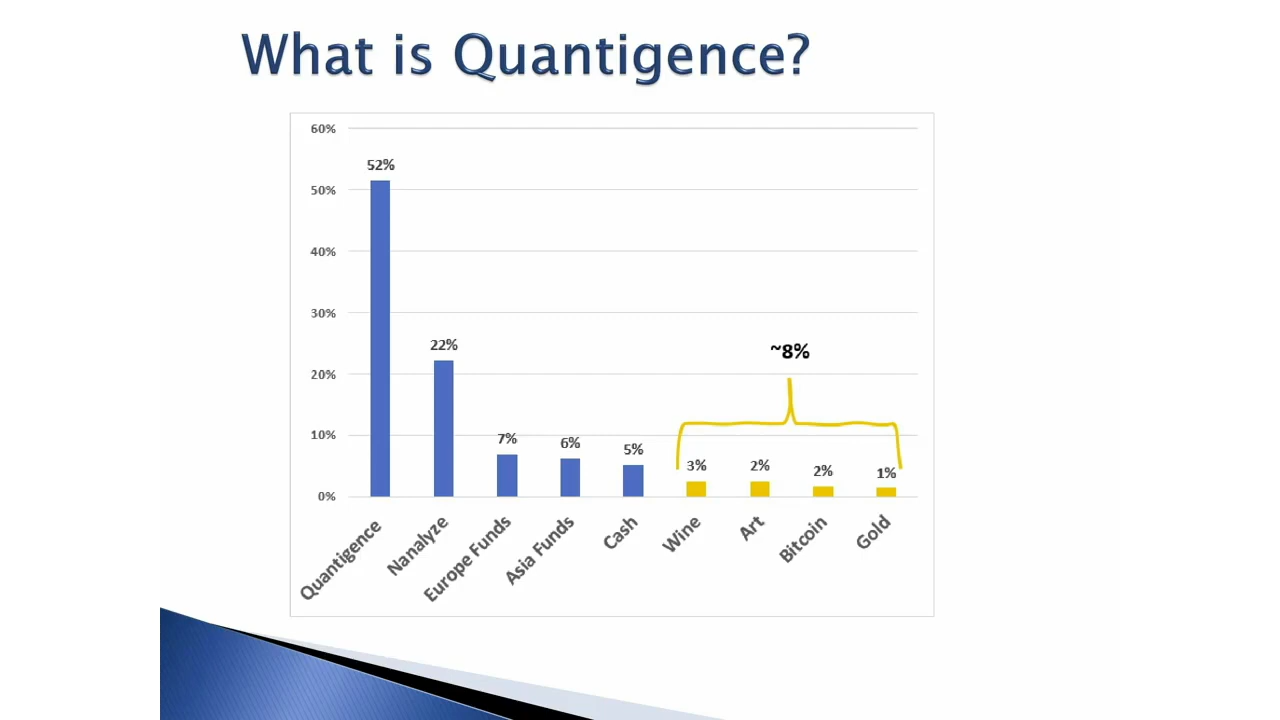 What is Quantigence?
60%
52%
50%
40%
30%
22%
~8%
20%
10%
7%
6%
5%
3%
2%
2%
1%
0%
Quantigence
Nanalyze
Europe Funds
Asia Funds
Cash
Wine
Art
Bitcoin
Gold